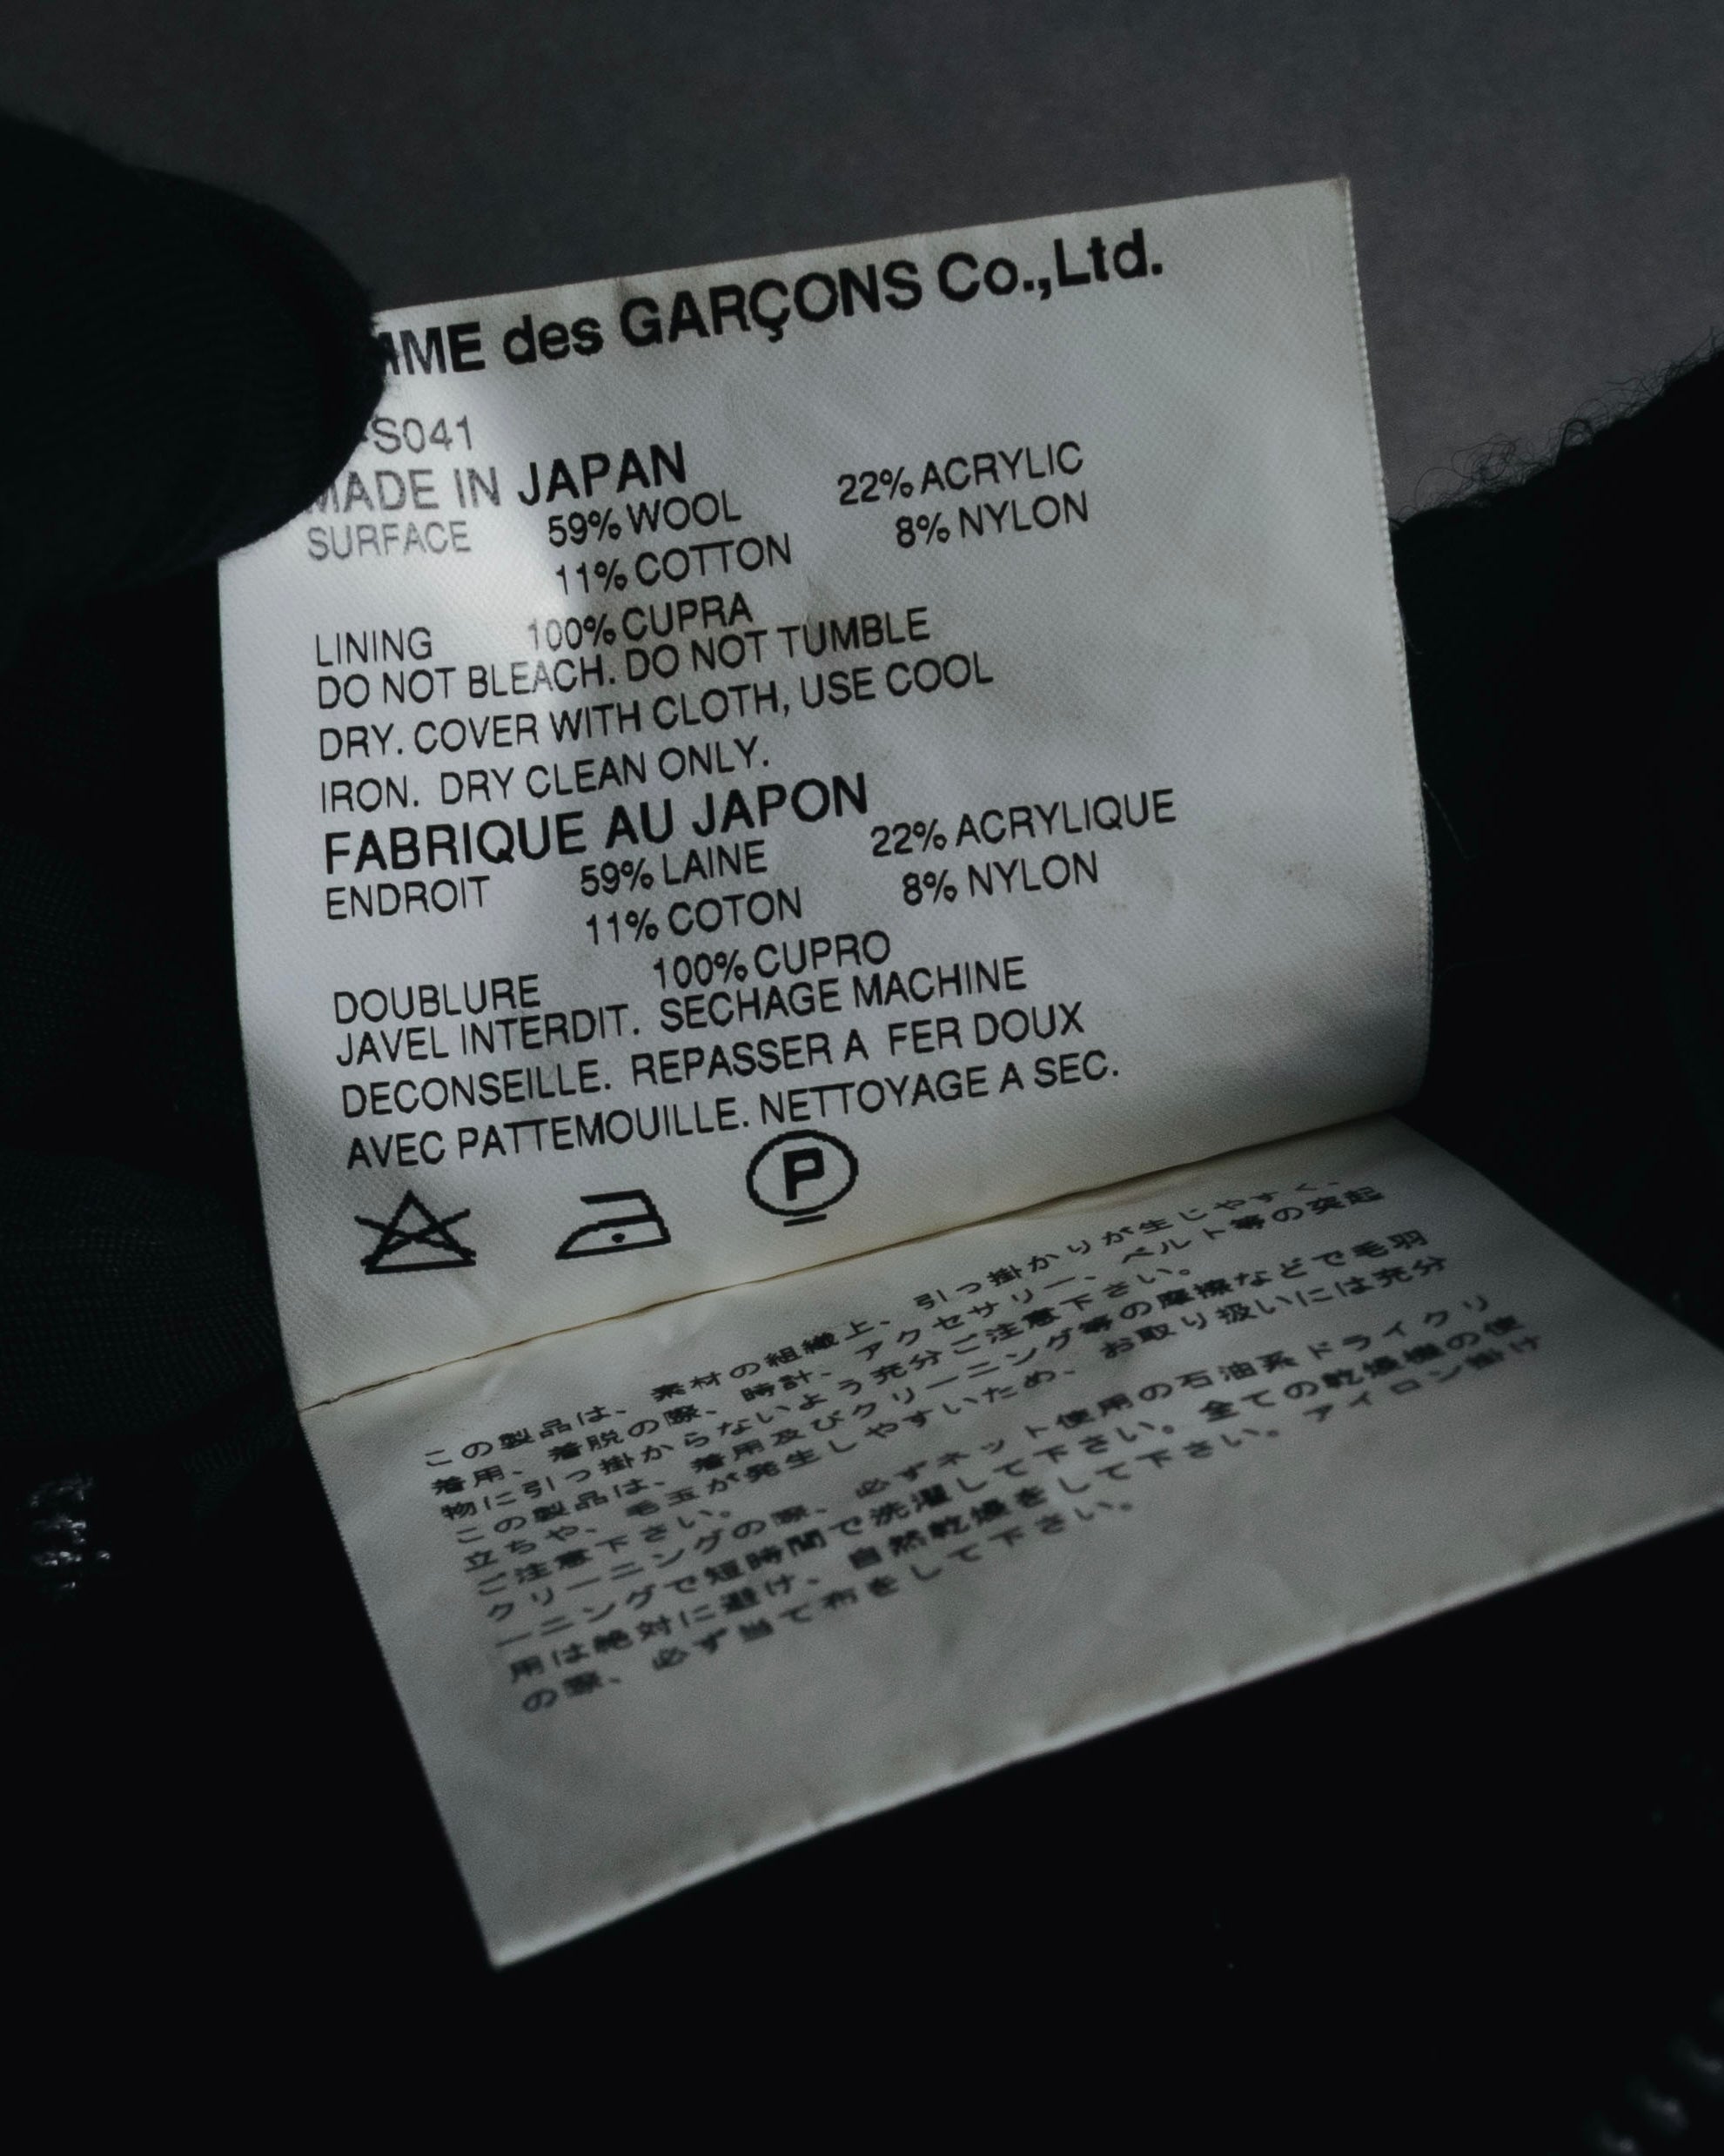 des GARÇONS Co.,Ltd.
S041
MADE IN JAPAN
SURFACE 59% WOOL 22% ACRYLIC
11% COTTON 8% NYLON
LINING 100% CUPRA
DO NOT BLEACH. DO NOT TUMBLE
DRY. COVER WITH CLOTH, USE COOL
IRON. DRY CLEAN ONLY.
FABRIQUE AU JAPON
ENDROIT 59% LAINE 22% ACRYLIQUE
11% COTON 8% NYLON
DOUBLURE 100% CUPRO
JAVEL INTERDIT. SECHAGE MACHINE
DECONSEILLE. REPASSER A FER DOUX
AVEC PATTEMOUILLE. NETTOYAGE A SEC.
P
この製品は、素材の組織上、引っ掛かりが生じやすく、
着用、着脱の際、時計、アクセサリー、ベルト等の突起
物に引っ掛からないよう充分ご注意下さい。
この製品は、着用及びクリーニング等の摩擦などで毛羽
立ちや、毛玉が発生しやすいため、お取り扱いには充分
ご注意下さい。
クリーニングの際、必ずネット使用の石油系ドライクリ
ーニングで短時間で洗濯して下さい。全ての乾燥機の使
用は絶対に避け、自然乾燥をして下さい。アイロン掛け
の際、必ず当て布をして下さい。